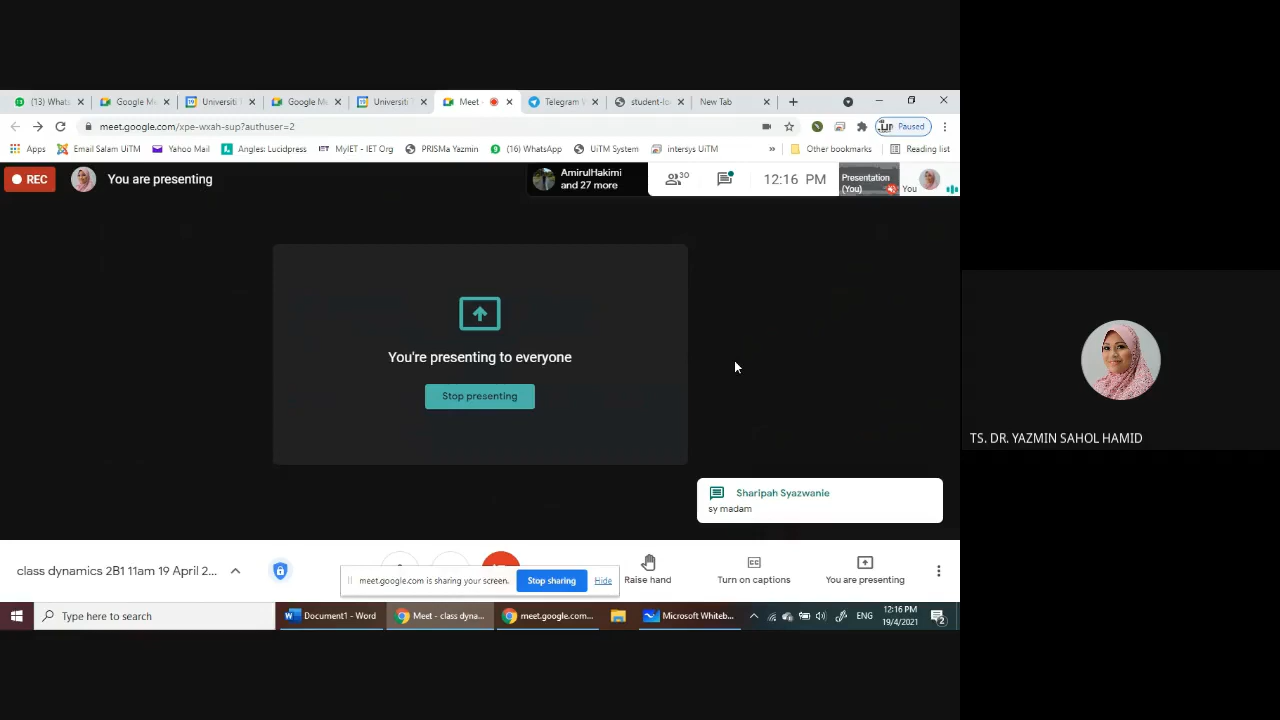 (13) Whats
Google Me
Universiti
Google Me
Universiti T
Meet -
Telegram W
student-lo
New Tab
meet.google.com/xpe-wxah-sup?authuser=2
Paused
Apps
Email Salam UiTM
Yahoo Mail
Angles: Lucidpress
IET
MyIET - IET Org
PRISMa Yazmin
(16) WhatsApp
UiTM System
intersys UiTM
»
Other bookmarks
Reading list
REC
You are presenting
AmirulHakimi
and 27 more
30
12:16 PM
Presentation
(You)
You
You're presenting to everyone
Stop presenting
TS. DR. YAZMIN SAHOL HAMID
Sharipah Syazwanie
sy madam
class dynamics 2B1 11am 19 April 2...
meet.google.com is sharing your screen.
Stop sharing
Hide
Raise hand
Turn on captions
You are presenting
Type here to search
Document1 - Word
Meet - class dyna...
meet.google.com...
Microsoft Whiteb...
ENG
12:16 PM
19/4/2021
2